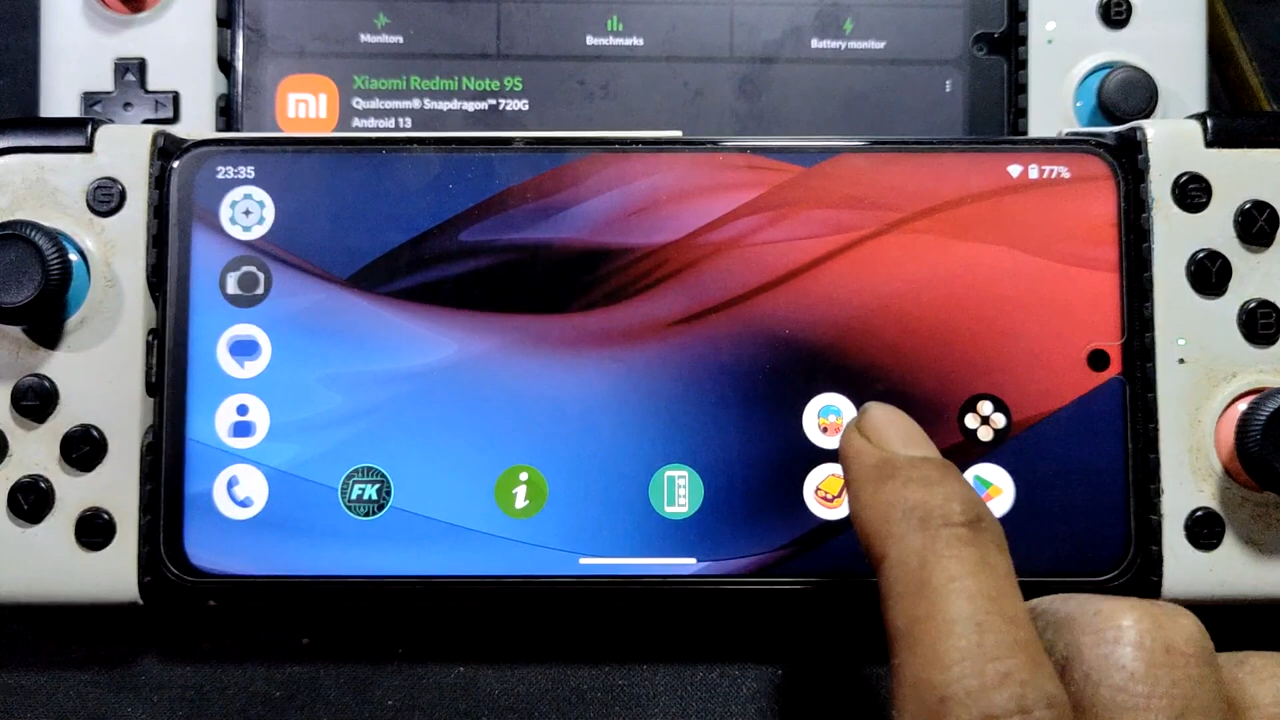 Monitors
Benchmarks
Battery monitor
Xiaomi Redmi Note 9S
Qualcomm® Snapdragon™ 720G
Android 13
23:35
77%
FK
i
B
X
Y
B